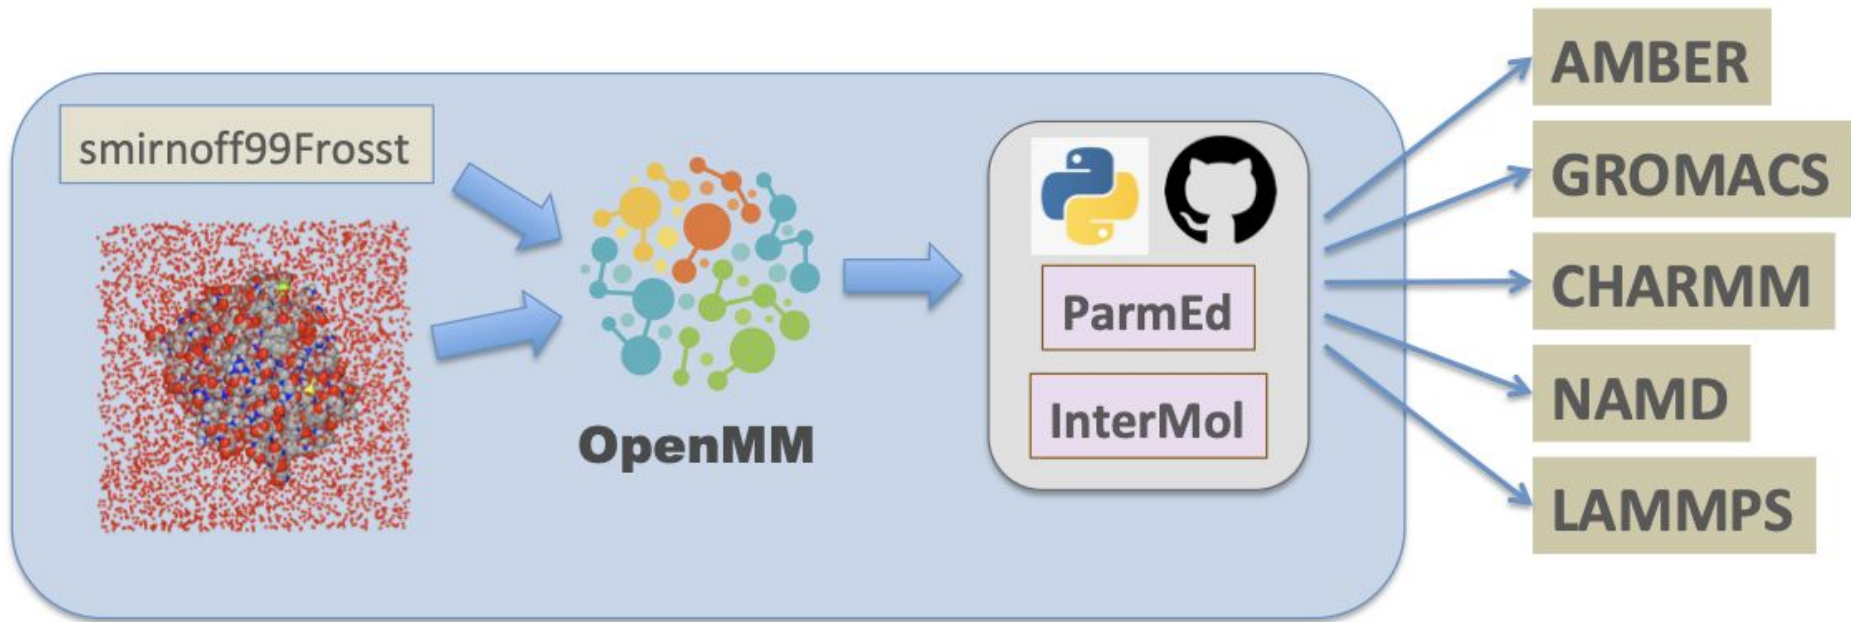 smirnoff99Frosst
OpenMM
ParmEd
InterMol
AMBER
GROMACS
CHARMM
NAMD
LAMMPS